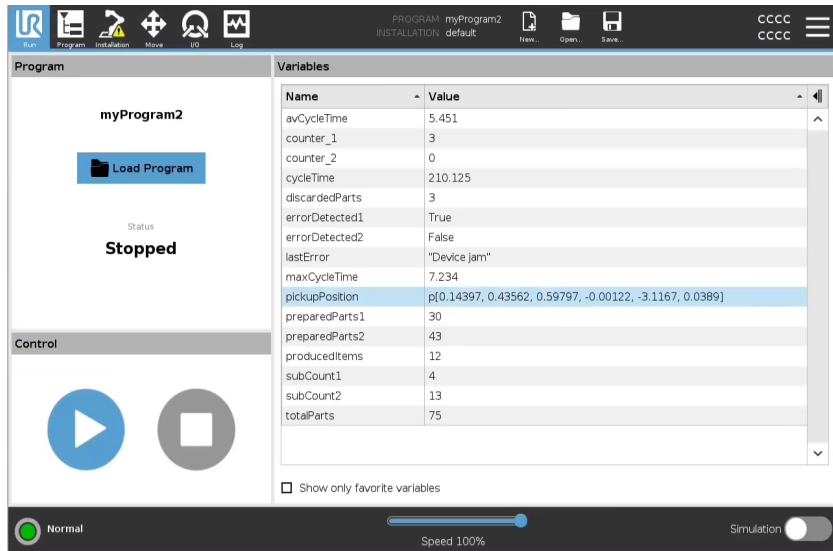 UR
PROGRAM myProgram2
INSTALLATION default
CCCC
CCCC
Run Program Installation Move I/O Log New... Open... Save...
Program
myProgram2
Load Program
Status
Stopped
Control
Variables
Name Value
avCycleTime 5.451
counter_1 3
counter_2 0
cycleTime 210.125
discardedParts 3
errorDetected1 True
errorDetected2 False
lastError "Device jam"
maxCycleTime 7.234
pickupPosition p[0.14397, 0.43562, 0.59797, -0.00122, -3.1167, 0.0389]
preparedParts1 30
preparedParts2 43
producedItems 12
subCount1 4
subCount2 13
totalParts 75
Show only favorite variables
Normal
Speed 100%
Simulation